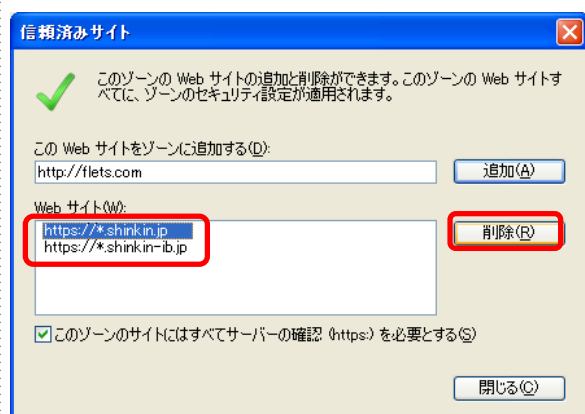 信頼済みサイト
このゾーンの Web サイトの追加と削除ができます。このゾーンの Web サイトす
べてに、ゾーンのセキュリティ設定が適用されます。
この Web サイトをゾーンに追加する(D):
http://flets.com
追加(A)
Web サイト(W):
https://*.shinkin.jp
削除(R)
https://*.shinkin-ib.jp
このゾーンのサイトにはすべてサーバーの確認 (https:) を必要とする(S)
閉じる(C)